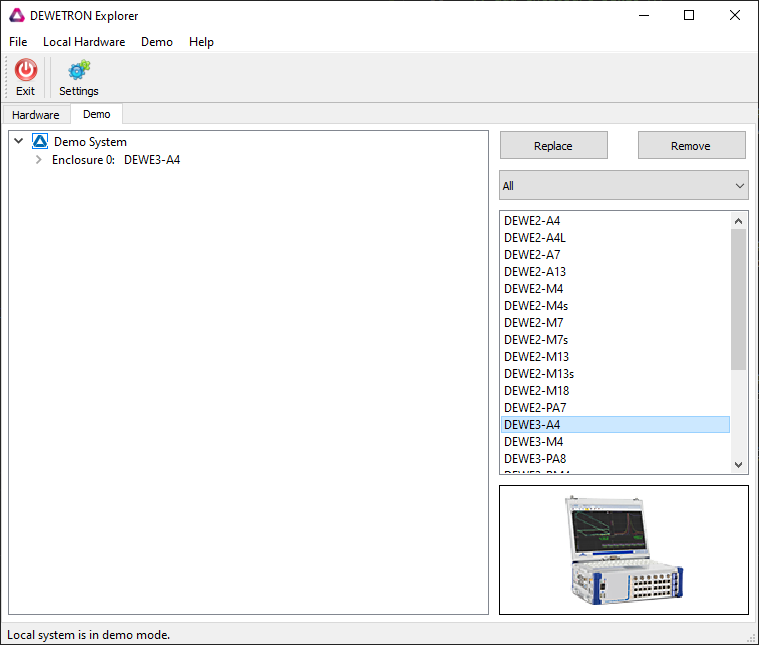 DEWETRON Explorer
File Local Hardware Demo Help
Exit Settings
Hardware Demo
Demo System
Enclosure 0: DEWE3-A4
Replace Remove
All
DEWE2-A4
DEWE2-A4L
DEWE2-A7
DEWE2-A13
DEWE2-M4
DEWE2-M4s
DEWE2-M7
DEWE2-M7s
DEWE2-M13
DEWE2-M13s
DEWE2-M18
DEWE2-PA7
DEWE3-A4
DEWE3-M4
DEWE3-PA8
Local system is in demo mode.